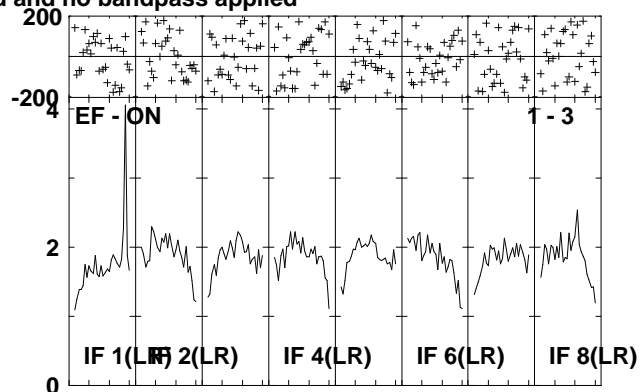 d and no bandpass applied
200
-200
4
EF - ON
1 - 3
2
IF 1(LR)
IF 2(LR)
IF 4(LR)
IF 6(LR)
IF 8(LR)
0